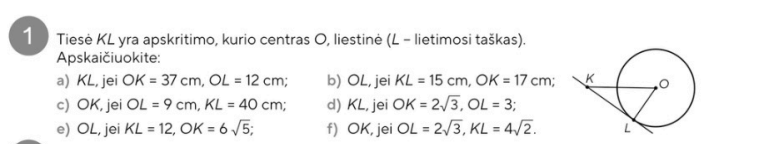 1
Tiesė KL yra apskritimo, kurio centras O, liestinė (L – lietimosi taškas).
Apskaičiuokite:
a) KL, jei OK = 37 cm, OL = 12 cm; b) OL, jei KL = 15 cm, OK = 17 cm;
c) OK, jei OL = 9 cm, KL = 40 cm; d) KL, jei OK = 2√3, OL = 3;
e) OL, jei KL = 12, OK = 6√5; f) OK, jei OL = 2√3, KL = 4√2.
K
O
L